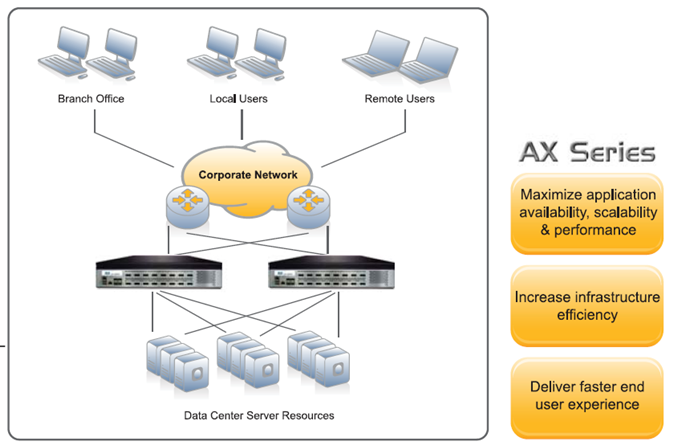 Branch Office
Local Users
Remote Users
Corporate Network
Data Center Server Resources
AX Series
Maximize application
availability, scalability
& performance
Increase infrastructure
efficiency
Deliver faster end
user experience